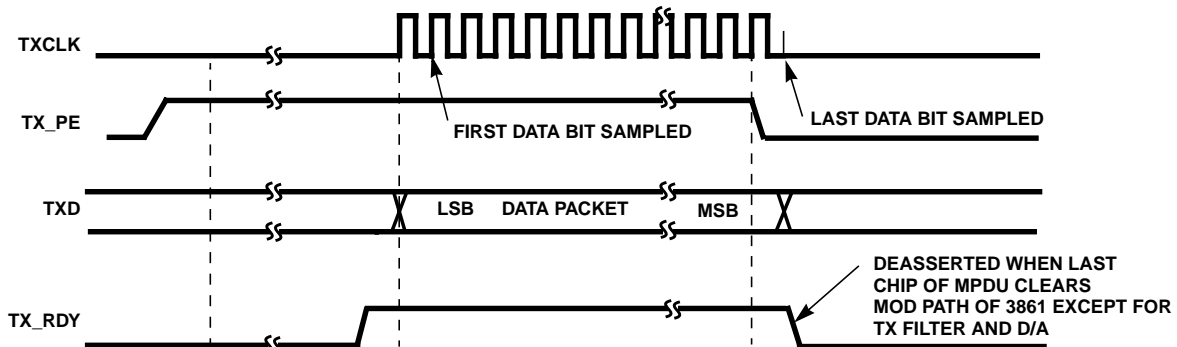 TXCLK
FIRST DATA BIT SAMPLED
LAST DATA BIT SAMPLED
TX_PE
TXD
LSB DATA PACKET MSB
DEASSERTED WHEN LAST
CHIP OF MPDU CLEARS
MOD PATH OF 3861 EXCEPT FOR
TX FILTER AND D/A
TX_RDY